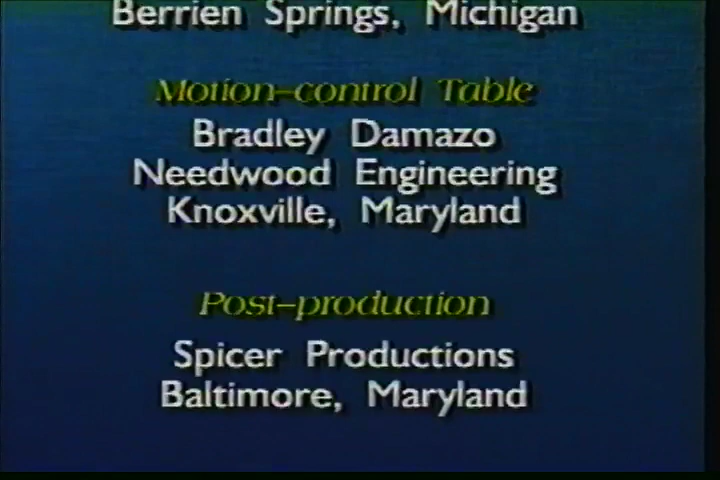 Berrien Springs, Michigan
Motion-control Table
Bradley Damazo
Needwood Engineering
Knoxville, Maryland
Post-production
Spicer Productions
Baltimore, Maryland